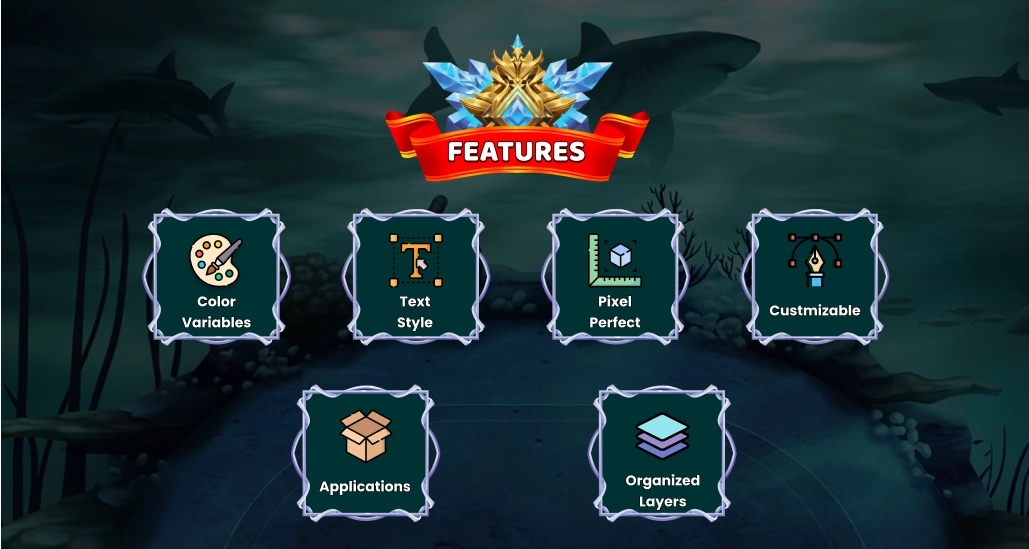 FEATURES
Color
Variables
Text
Style
Pixel
Perfect
Custmizable
Applications
Organized
Layers